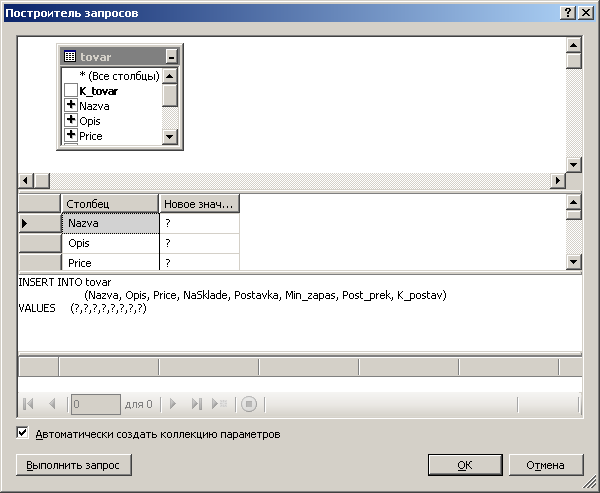 Построитель запросов
tovar
* (Все столбцы)
K_tovar
Nazva
Opis
Price
Столбец Новое знач...
Nazva ?
Opis ?
Price ?
INSERT INTO tovar
(Nazva, Opis, Price, NaSklade, Postavka, Min_zapas, Post_prek, K_postav)
VALUES (?,?,?,?,?,?,?,?)
0 для 0
Автоматически создать коллекцию параметров
Выполнить запрос OK Отмена